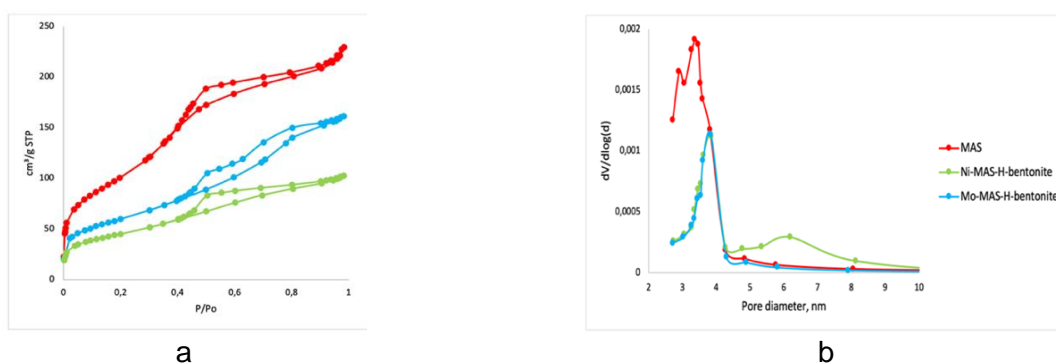 250
200
150
100
50
0
cm³/g STP
0
0,2
0,4
0,6
0,8
1
P/Po
a
0,002
0,0015
0,001
0,0005
0
dV/dlog(d)
2
3
4
5
6
7
8
9
10
Pore diameter, nm
MAS
Ni-MAS-H-bentonite
Mo-MAS-H-bentonite
b